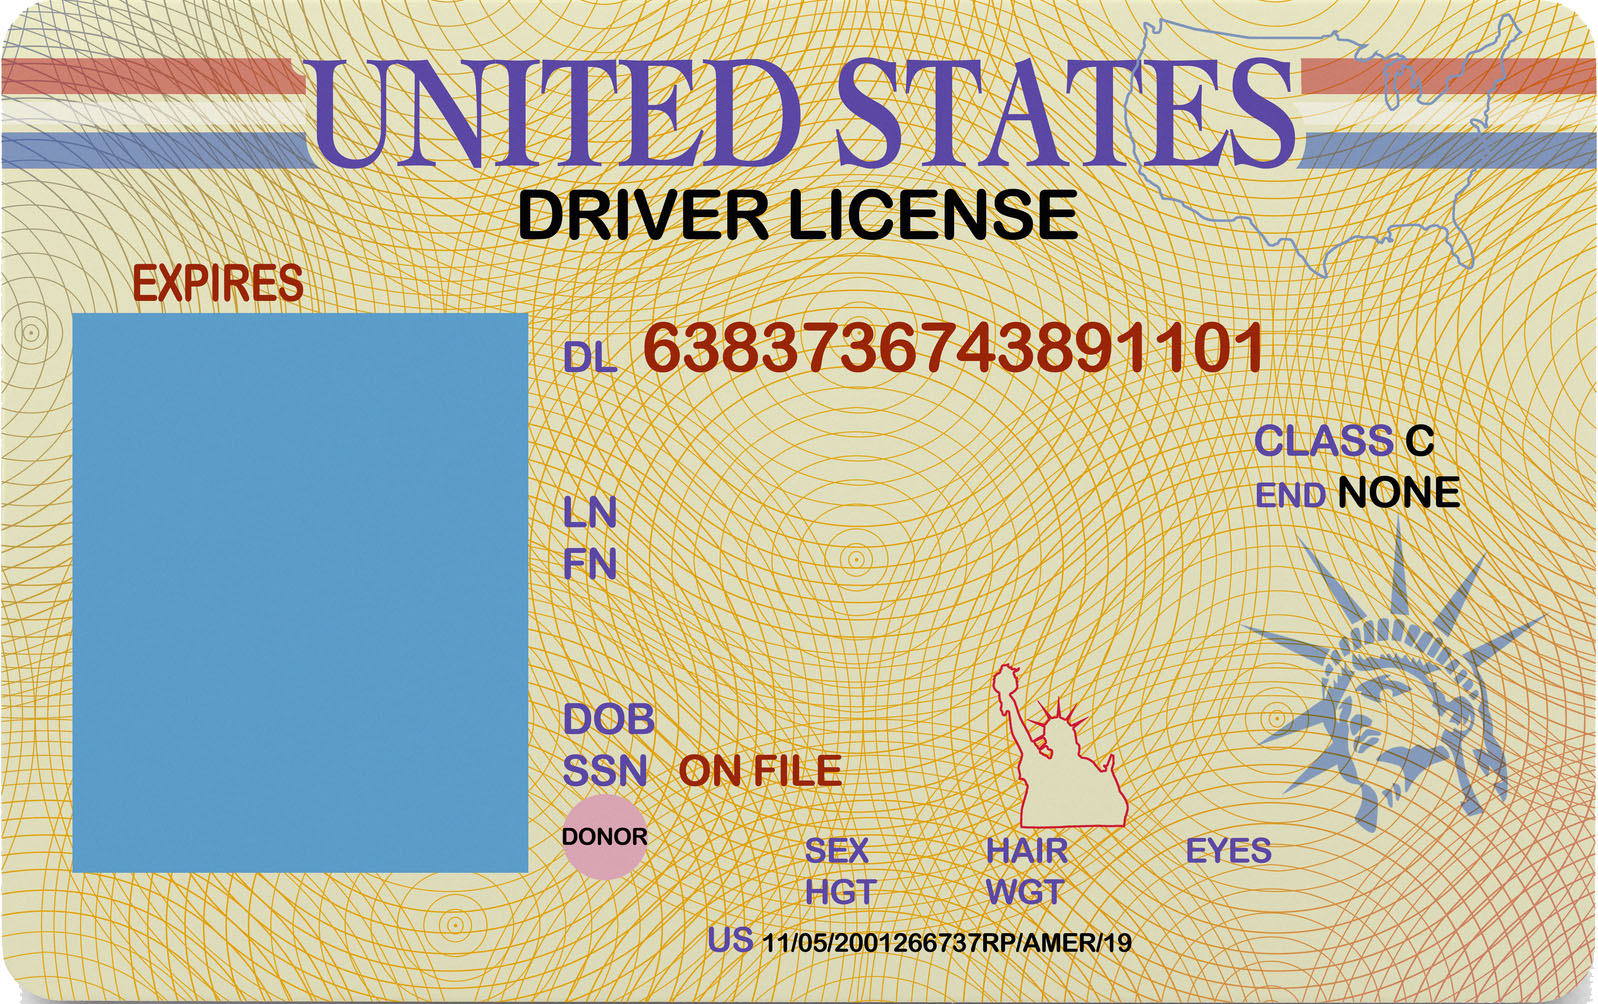 UNITED STATES
DRIVER LICENSE
EXPIRES
DL 6383736743891101
CLASS C
END NONE
LN
FN
DOB
SSN ON FILE
DONOR
SEX HAIR EYES
HGT WGT
US 11/05/2001266737RP/AMER/19